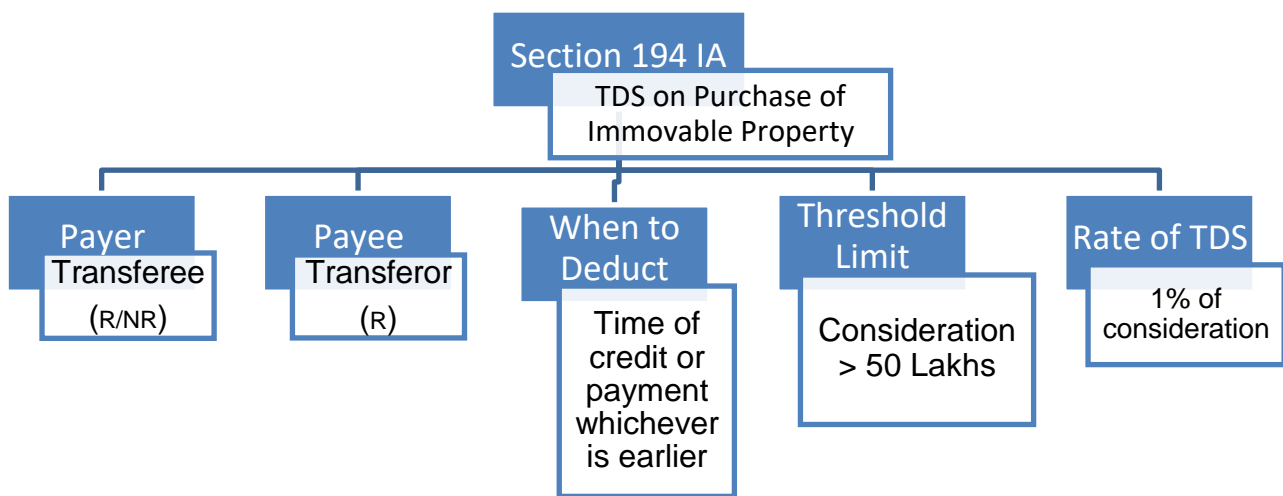 Section 194 IA
TDS on Purchase of
Immovable Property
Payer
Transferee
(R/NR)
Payee
Transferor
(R)
When to
Deduct
Time of
credit or
payment
whichever
is earlier
Threshold
Limit
Consideration
> 50 Lakhs
Rate of TDS
1% of
consideration